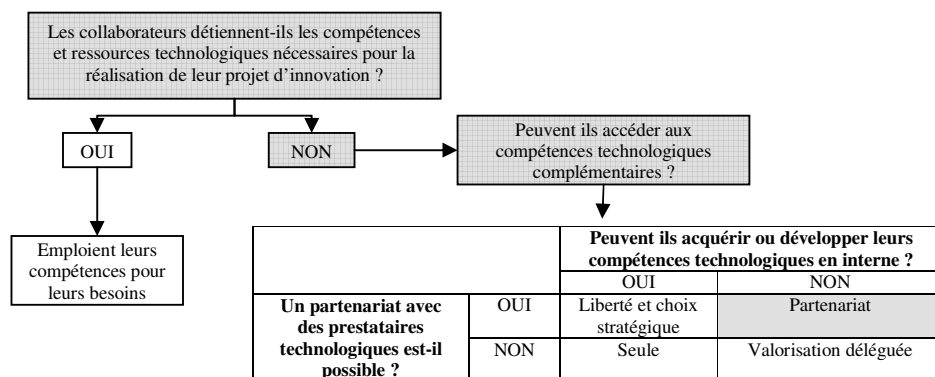 Les collaborateurs détiennent-ils les compétences
et ressources technologiques nécessaires pour la
réalisation de leur projet d'innovation ?
OUI
NON
Peuvent ils accéder aux
compétences technologiques
complémentaires ?
Emploient leurs
compétences pour
leurs besoins
Peuvent ils acquérir ou développer leurs
compétences technologiques en interne ?
OUI
NON
Un partenariat avec
des prestataires
technologiques est-il
possible ?
OUI
Liberté et choix
stratégique
Partenariat
NON
Seule
Valorisation déléguée